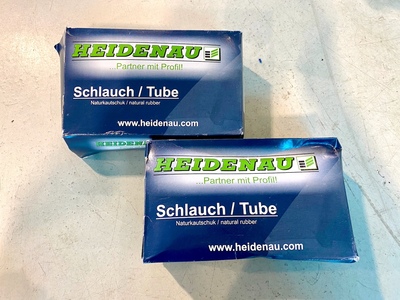 HEIDENAU
...Partner mit Profil!
Schlauch / Tube
Naturkautschuk / natural rubber
www.heidenau.com
HEIDENAU
HEIDENAU
...Partner mit Profil!
Schlauch / Tube
Naturkautschuk / natural rubber
www.heidenau.com